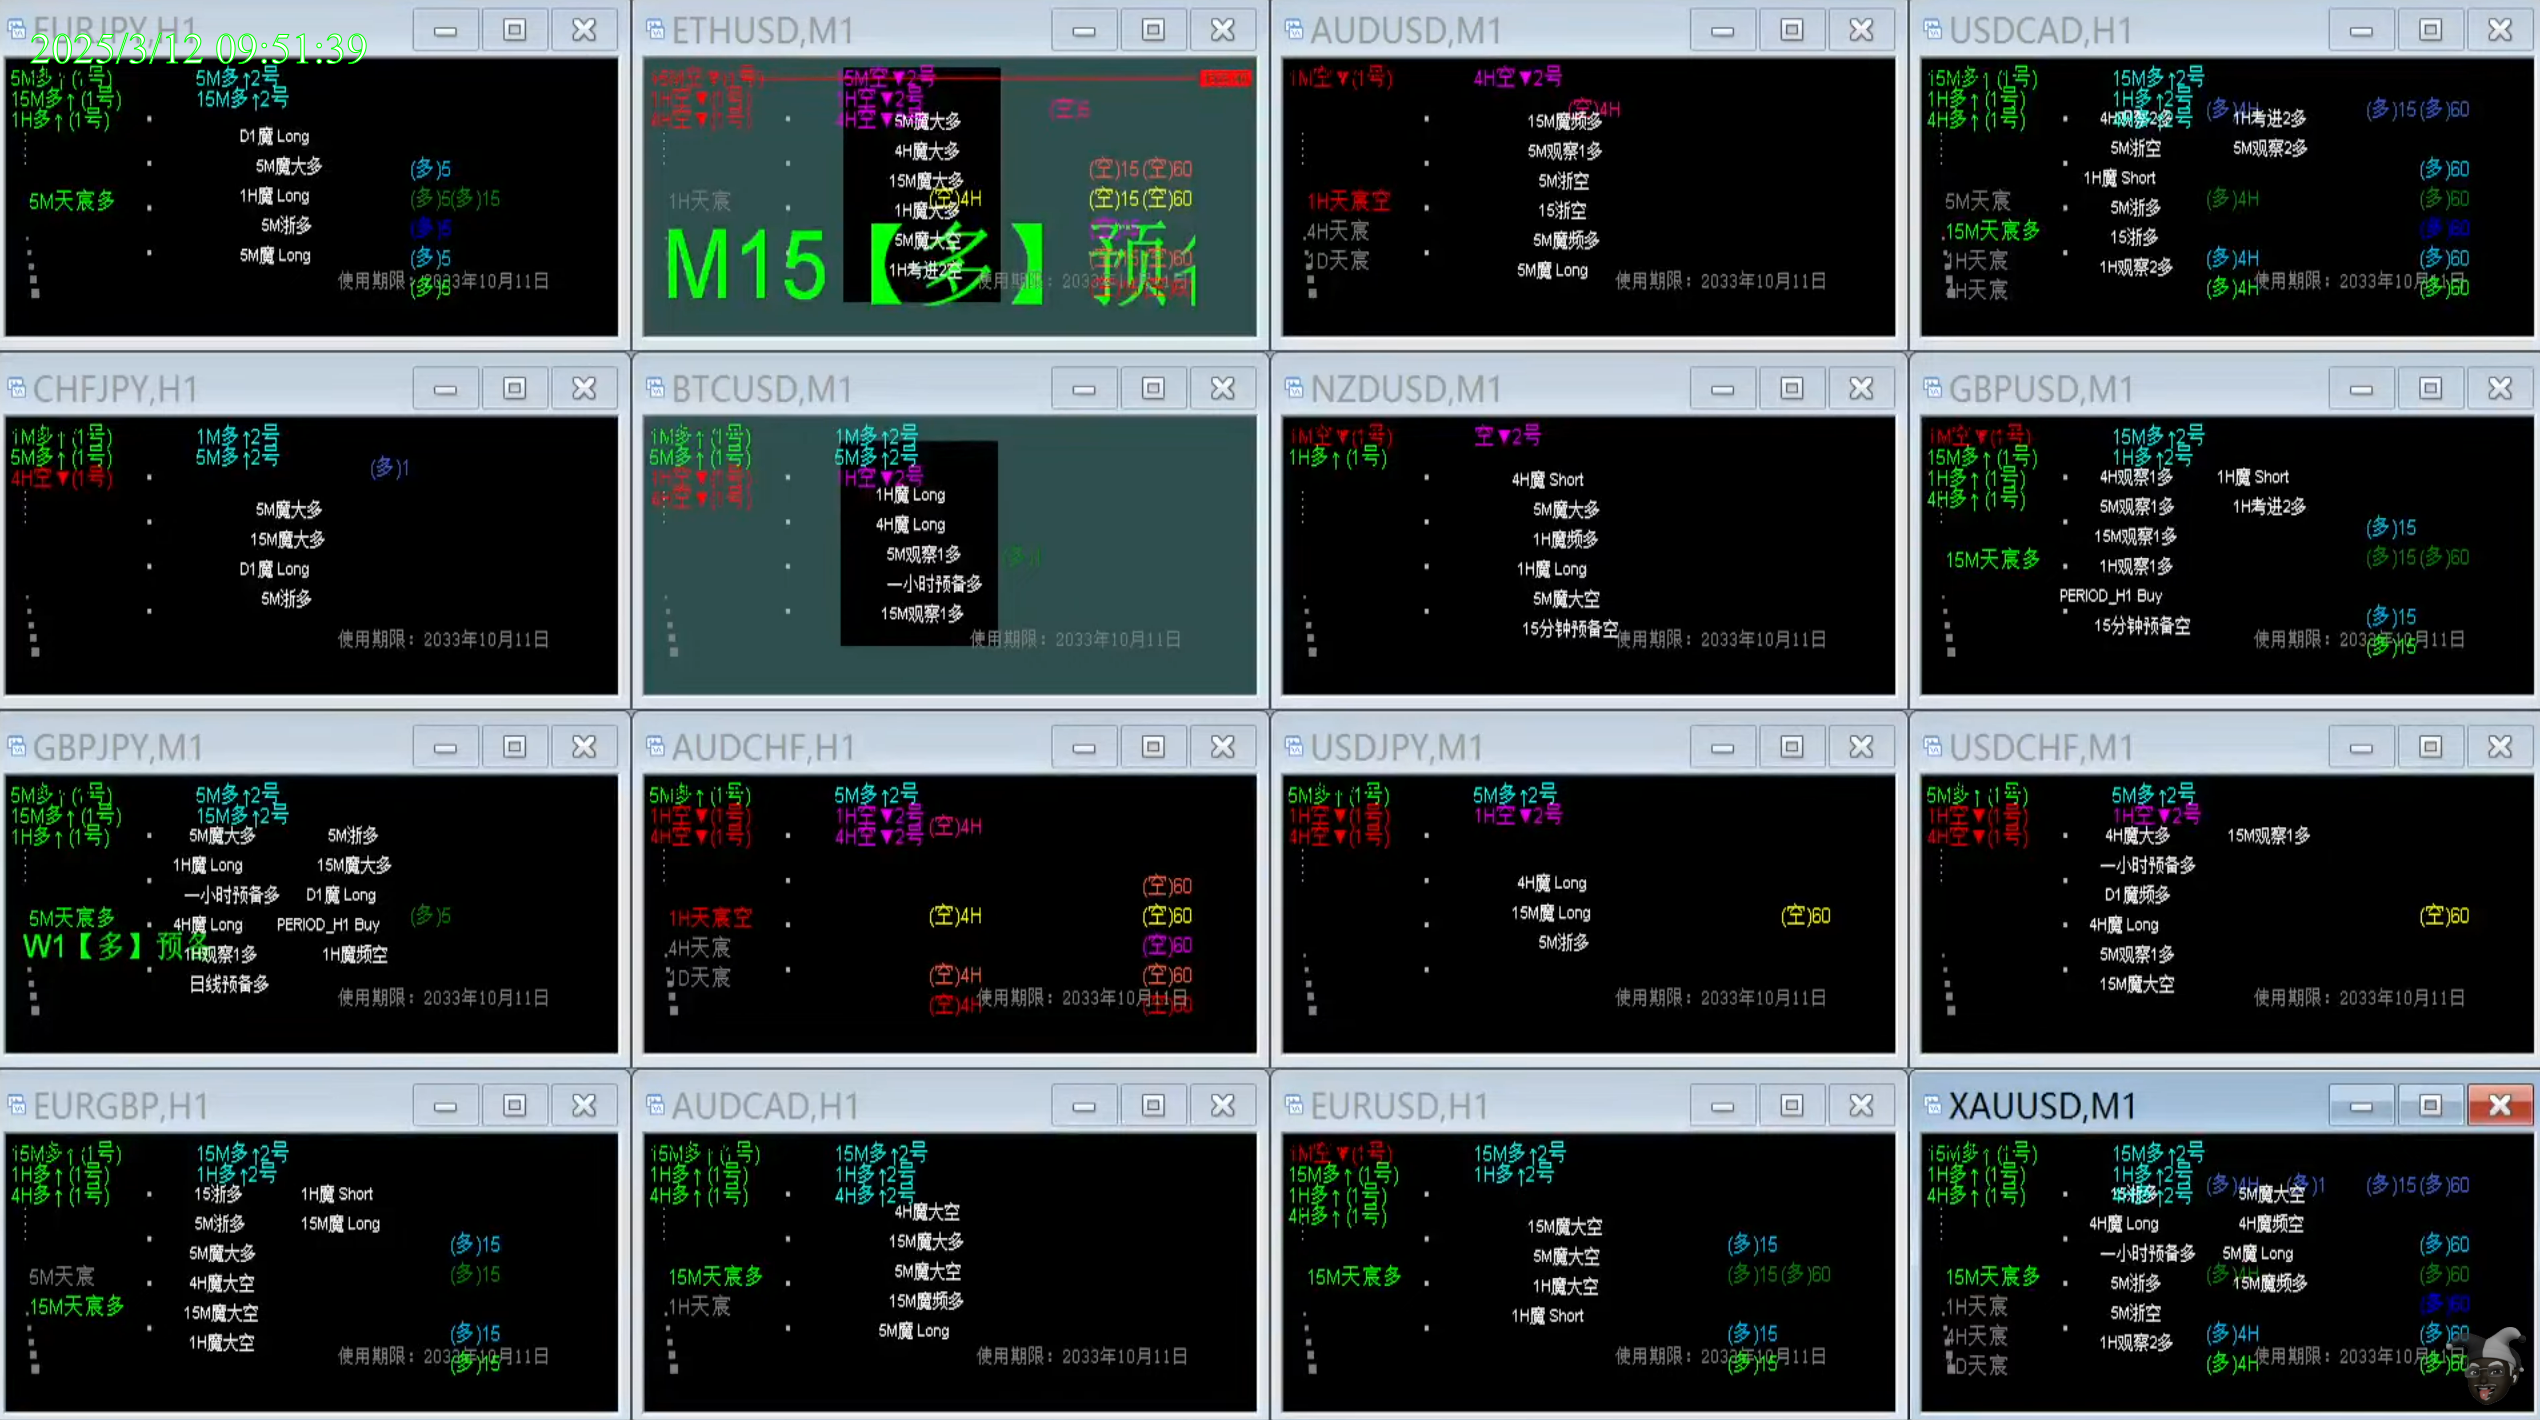 EURJPY,H1
2025/3/12 09:51:39
5M多↑(1号)
5M多↑2号
15M多↑(1号)
15M多↑2号
1H多↑(1号)
D1魔 Long
5M魔大多
(多)5
1H魔 Long
(多)5(多)15
5M天宸多
5M浙多
(多)5
5M魔 Long
(多)5
使用期限：2033年10月11日
(多)5
ETHUSD,M1
15M空▼(1号)
15M空▼2号
1H空▼(1号)
1H空▼2号
4H空▼(1号)
4H空▼2号
5M魔大多
4H魔大多
15M魔大多
(空)15(空)60
1H天宸
(空)4H
(空)15(空)60
1H魔大多
5M魔大空
M15【多】预
1H考进2空
AUDUSD,M1
1M空▼(1号)
4H空▼2号
(空)4H
15M魔频多
5M观察1多
5M浙空
1H天宸空
15浙空
4H天宸
5M魔频多
1D天宸
5M魔 Long
使用期限：2033年10月11日
USDCAD,H1
15M多↑(1号)
15M多↑2号
1H多↑(1号)
1H多↑2号
(多)4H
(多)15(多)60
4H多↑(1号)
4H多↑2号
1H考进2多
5M浙空
5M观察2多
(多)60
1H魔 Short
5M天宸
5M浙多
(多)4H
(多)60
15M天宸多
15浙多
(多)60
1H天宸
1H观察2多
(多)4H
(多)60
4H天宸
(多)4H
使用期限：2033年10月11日
(多)60
CHFJPY,H1
1M多↑(1号)
1M多↑2号
5M多↑(1号)
5M多↑2号
4H空▼(1号)
(多)1
5M魔大多
15M魔大多
D1魔 Long
5M浙多
使用期限：2033年10月11日
BTCUSD,M1
1M多↑(1号)
1M多↑2号
5M多↑(1号)
5M多↑2号
1H空▼(1号)
1H空▼2号
4H空▼(1号)
1H魔 Long
4H魔 Long
5M观察1多
一小时预备多
15M观察1多
使用期限：2033年10月11日
NZDUSD,M1
1M空▼(1号)
空▼2号
1H多↑(1号)
4H魔 Short
5M魔大多
1H魔频多
1H魔 Long
5M魔大空
15分钟预备空
使用期限：2033年10月11日
GBPUSD,M1
1M空▼(1号)
15M多↑2号
15M多↑(1号)
1H多↑2号
1H多↑(1号)
4H观察1多
1H魔 Short
4H多↑(1号)
5M观察1多
1H考进2多
15M观察1多
(多)15
15M天宸多
1H观察1多
(多)15(多)60
PERIOD_H1 Buy
15分钟预备空
(多)15
使用期限：2033年10月11日
(多)15
GBPJPY,M1
5M多↑(1号)
5M多↑2号
15M多↑(1号)
15M多↑2号
1H多↑(1号)
5M魔大多
5M浙多
1H魔 Long
15M魔大多
一小时预备多
D1魔 Long
5M天宸多
4H魔 Long
PERIOD_H1 Buy
(多)5
W1【多】预备
1H观察1多
1H魔频空
日线预备多
使用期限：2033年10月11日
AUDCHF,H1
5M多↑(1号)
5M多↑2号
1H空▼(1号)
1H空▼2号
4H空▼(1号)
4H空▼2号
(空)4H
(空)60
1H天宸空
(空)4H
(空)60
4H天宸
(空)60
1D天宸
(空)4H
(空)60
(空)4H
使用期限：2033年10月11日
(空)60
USDJPY,M1
5M多↑(1号)
5M多↑2号
1H空▼(1号)
1H空▼2号
4H空▼(1号)
4H魔 Long
15M魔 Long
(空)60
5M浙多
使用期限：2033年10月11日
USDCHF,M1
5M多↑(1号)
5M多↑2号
1H空▼(1号)
1H空▼2号
4H空▼(1号)
4H魔大多
15M观察1多
一小时预备多
D1魔频多
4H魔 Long
(空)60
5M观察1多
15M魔大空
使用期限：2033年10月11日
EURGBP,H1
15M多↑(1号)
15M多↑2号
1H多↑(1号)
1H多↑2号
4H多↑(1号)
15浙多
1H魔 Short
5M浙多
15M魔 Long
5M魔大多
(多)15
5M天宸
4H魔大空
(多)15
15M天宸多
15M魔大空
1H魔大空
(多)15
使用期限：2033年10月11日
(多)15
AUDCAD,H1
15M多↑(1号)
15M多↑2号
1H多↑(1号)
1H多↑2号
4H多↑(1号)
4H多↑2号
4H魔大空
15M魔大多
15M天宸多
5M魔大空
1H天宸
15M魔频多
5M魔 Long
使用期限：2033年10月11日
EURUSD,H1
1M空▼(1号)
15M多↑2号
15M多↑(1号)
1H多↑2号
1H多↑(1号)
4H多↑(1号)
15M魔大空
5M魔大空
(多)15
15M天宸多
1H魔大空
(多)15(多)60
1H魔 Short
(多)15
使用期限：2033年10月11日
(多)15
XAUUSD,M1
15M多↑(1号)
15M多↑2号
1H多↑(1号)
1H多↑2号
(多)4H
(多)1
(多)15(多)60
4H多↑(1号)
4H多↑2号
5M魔大空
4H魔 Long
4H魔频空
一小时预备多
5M魔 Long
(多)60
15M天宸多
5M浙多
15M魔频多
(多)60
1H天宸
5M浙空
(多)60
4H天宸
1H观察2多
(多)4H
(多)60
1D天宸
(多)4H
使用期限：2033年10月11日
(多)60